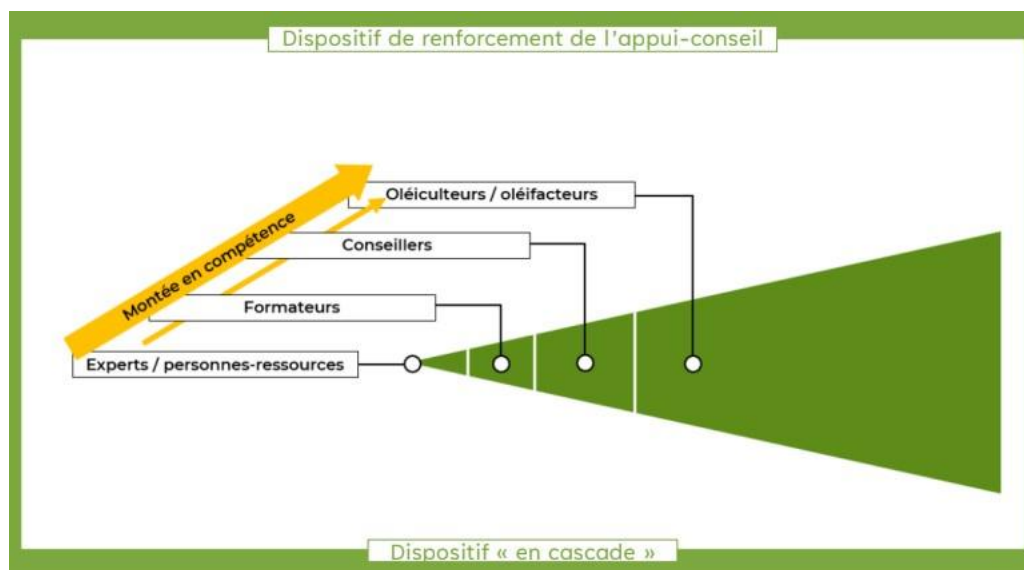 Dispositif de renforcement de l'appui-conseil
Oléiculteurs / oléifacteurs
Montée en compétence
Conseillers
Formateurs
Experts / personnes-ressources
Dispositif « en cascade »